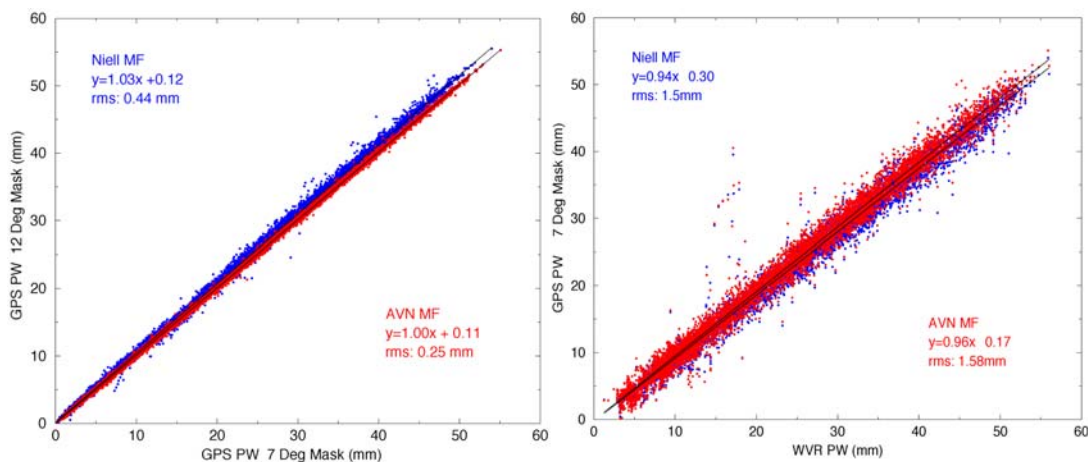 60
50
40
30
20
10
0
GPS PW 12 Deg Mask (mm)
Niell MF
y=1.03x +0.12
rms: 0.44 mm
AVN MF
y=1.00x + 0.11
rms: 0.25 mm
0 10 20 30 40 50 60
GPS PW 7 Deg Mask (mm)
60
50
40
30
20
10
0
GPS PW 7 Deg Mask (mm)
Niell MF
y=0.94x 0.30
rms: 1.5mm
AVN MF
y=0.96x 0.17
rms: 1.58mm
0 10 20 30 40 50 60
WVR PW (mm)